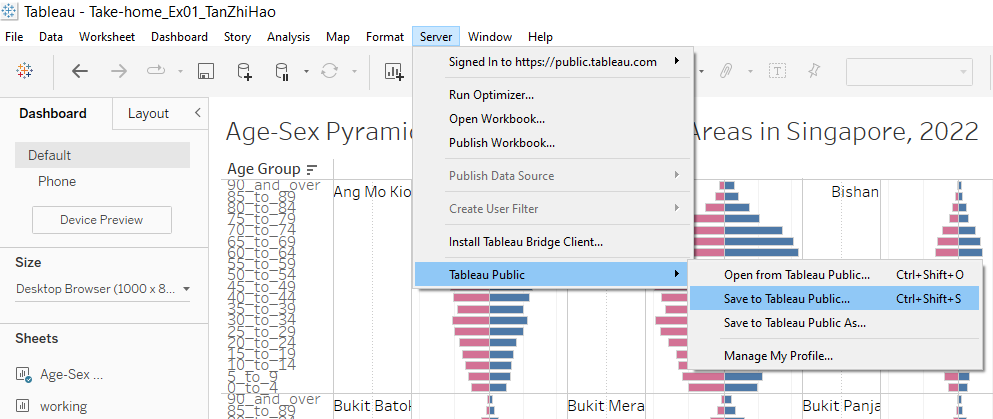 Tableau - Take-home_Ex01_TanZhiHao
File Data Worksheet Dashboard Story Analysis Map Format Server Window Help
Signed In to https://public.tableau.com
Run Optimizer...
Open Workbook...
Publish Workbook...
Publish Data Source
Create User Filter
Install Tableau Bridge Client...
Tableau Public
Open from Tableau Public... Ctrl+Shift+O
Save to Tableau Public... Ctrl+Shift+S
Save to Tableau Public As...
Manage My Profile...
Dashboard Layout
Default
Phone
Device Preview
Size
Desktop Browser (1000 x 8...
Sheets
Age-Sex ...
working
Age-Sex Pyramid Areas in Singapore, 2022
Age Group
Ang Mo Kio Bishan
90_and_over
85_to_89
80_to_84
75_to_79
70_to_74
65_to_69
60_to_64
55_to_59
50_to_54
45_to_49
40_to_44
35_to_39
30_to_34
25_to_29
20_to_24
15_to_19
10_to_14
5_to_9
0_to_4
90_and_over
85_to_89
Bukit Batok Bukit Mera Bukit Panja